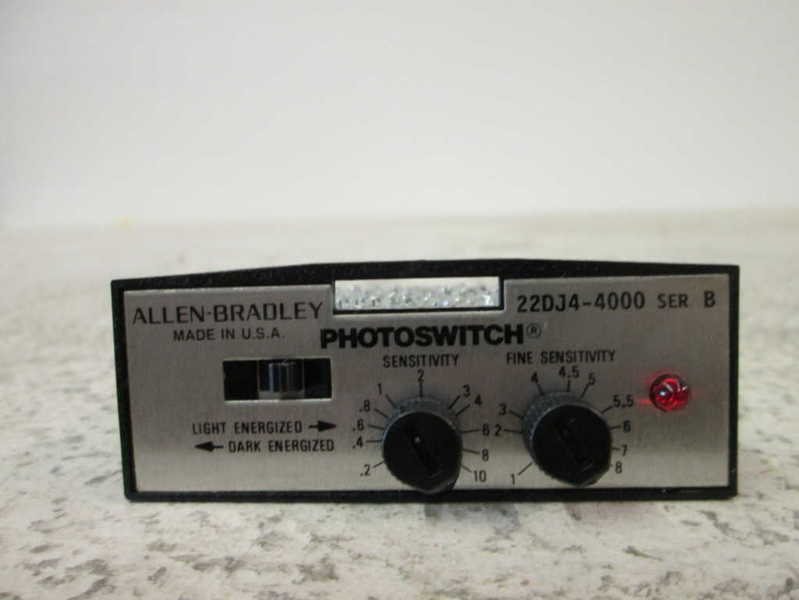 ALLEN-BRADLEY
MADE IN U.S.A.
22DJ4-4000 SER B
PHOTOSWITCH®
SENSITIVITY
.2 .4 .6 .8 1 2 3 4 6 8 10
FINE SENSITIVITY
1 2 3 4 4.5 5 5.5 6 7 8
LIGHT ENERGIZED →
← DARK ENERGIZED